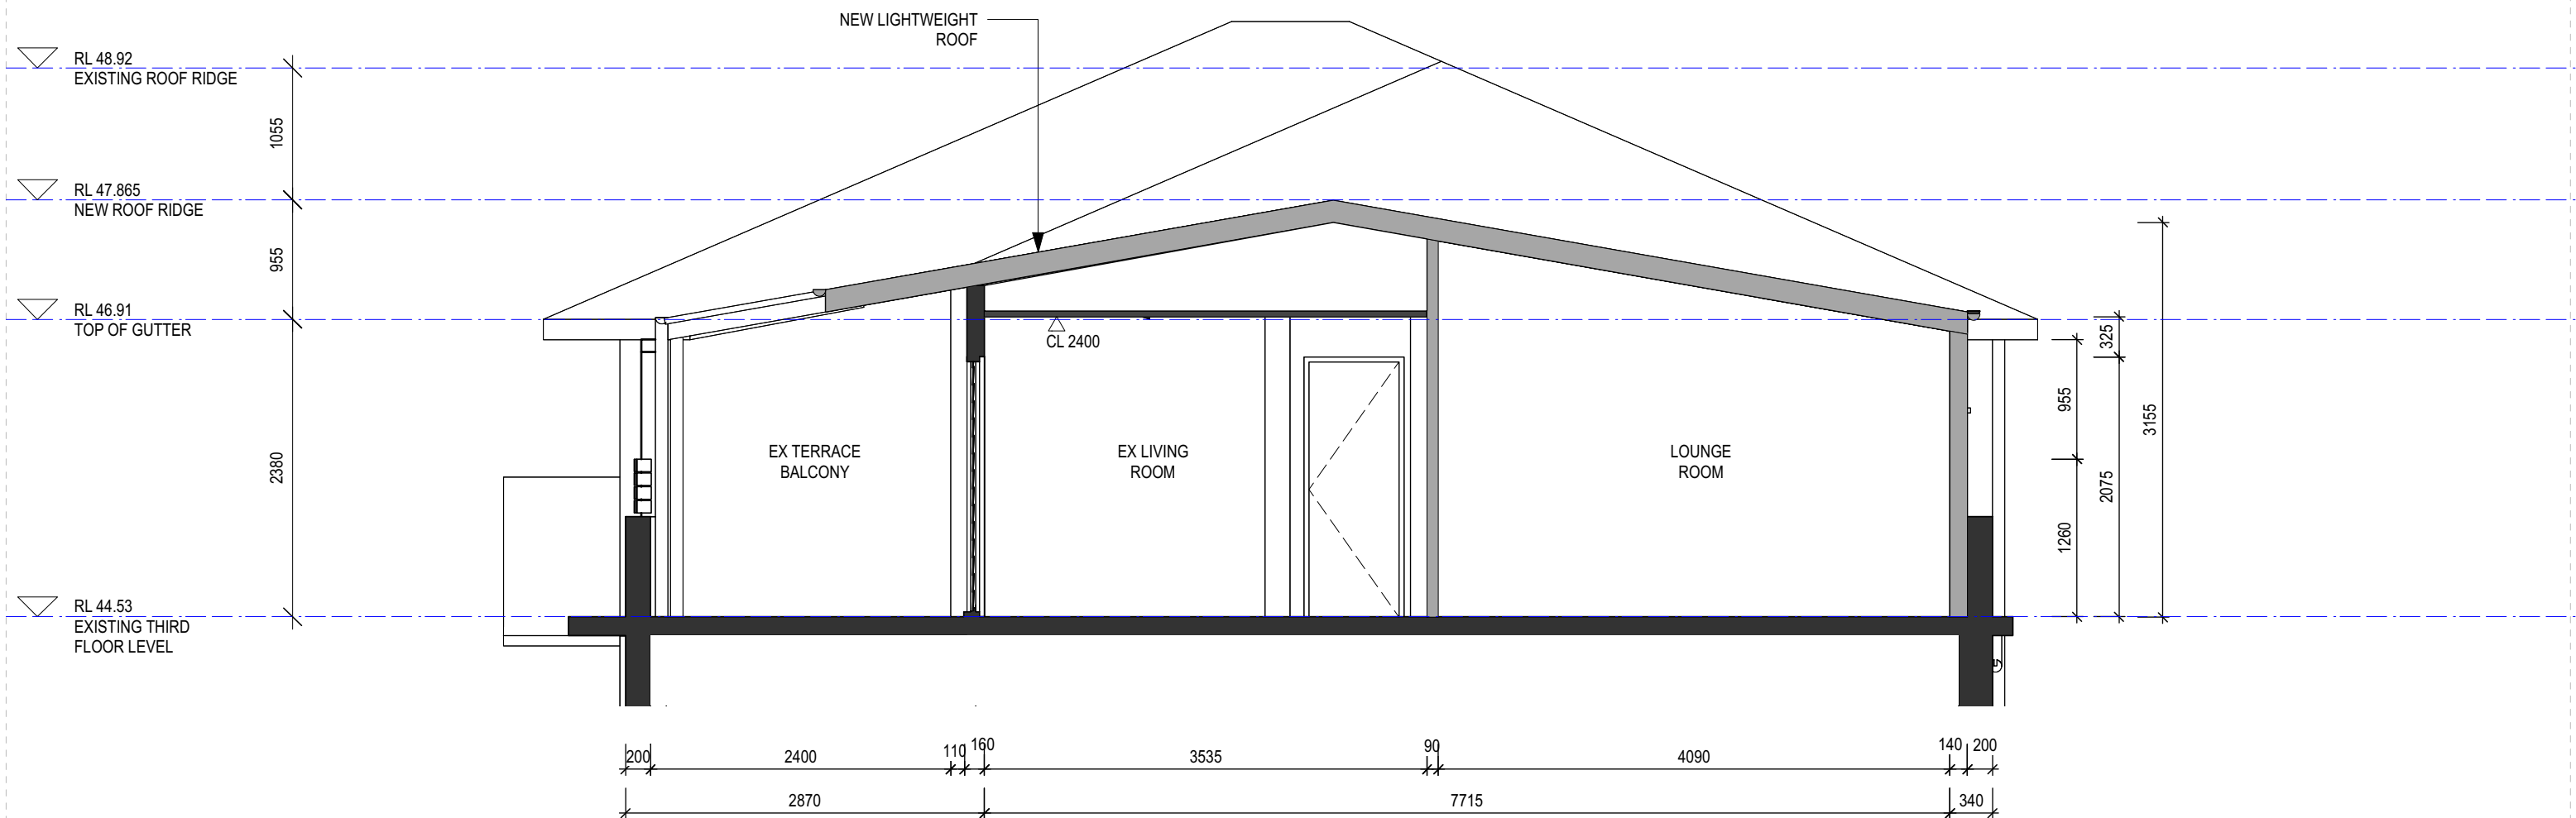 NEW LIGHTWEIGHT
ROOF
RL 48.92
EXISTING ROOF RIDGE
1055
RL 47.865
NEW ROOF RIDGE
955
RL 46.91
TOP OF GUTTER
CL 2400
325
955
3155
2380
EX TERRACE
BALCONY
EX LIVING
ROOM
LOUNGE
ROOM
2075
1260
RL 44.53
EXISTING THIRD
FLOOR LEVEL
200
2400
110
160
3535
90
4090
140
200
2870
7715
340